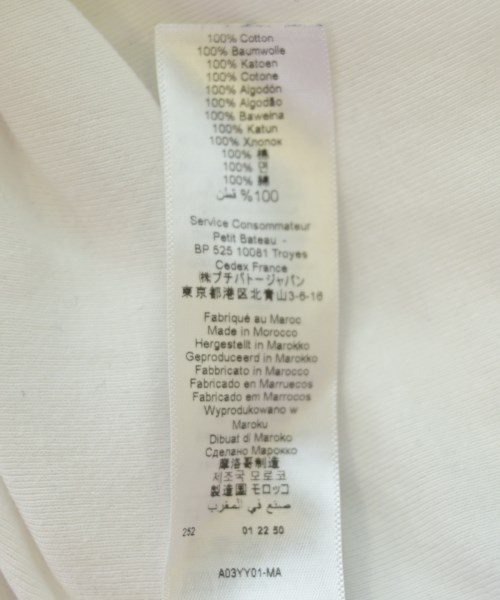 100% Cotton
100% Baumwolle
100% Katoen
100% Cotone
100% Algodón
100% Algodão
100% Baweina
100% Katun
100% Хлопок
100% 棉
100% 면
100% 綿
%100 قطن
Service Consommateur
Petit Bateau -
BP 525 10081 Troyes
Cedex France
㈱プチバトージャパン
東京都港区北青山3-6-16
Fabriqué au Maroc
Made in Morocco
Hergestellt in Marokko
Geproduceerd in Marokko
Fabbricato in Marocco
Fabricado en Marruecos
Fabricado em Marrocos
Wyprodukowano w
Maroku
Dibuat di Maroko
Сделано Марокко
摩洛哥制造
제조국 모로코
製造国 モロッコ
صنع في المغرب
252 01 22 50
A03YY01-MA